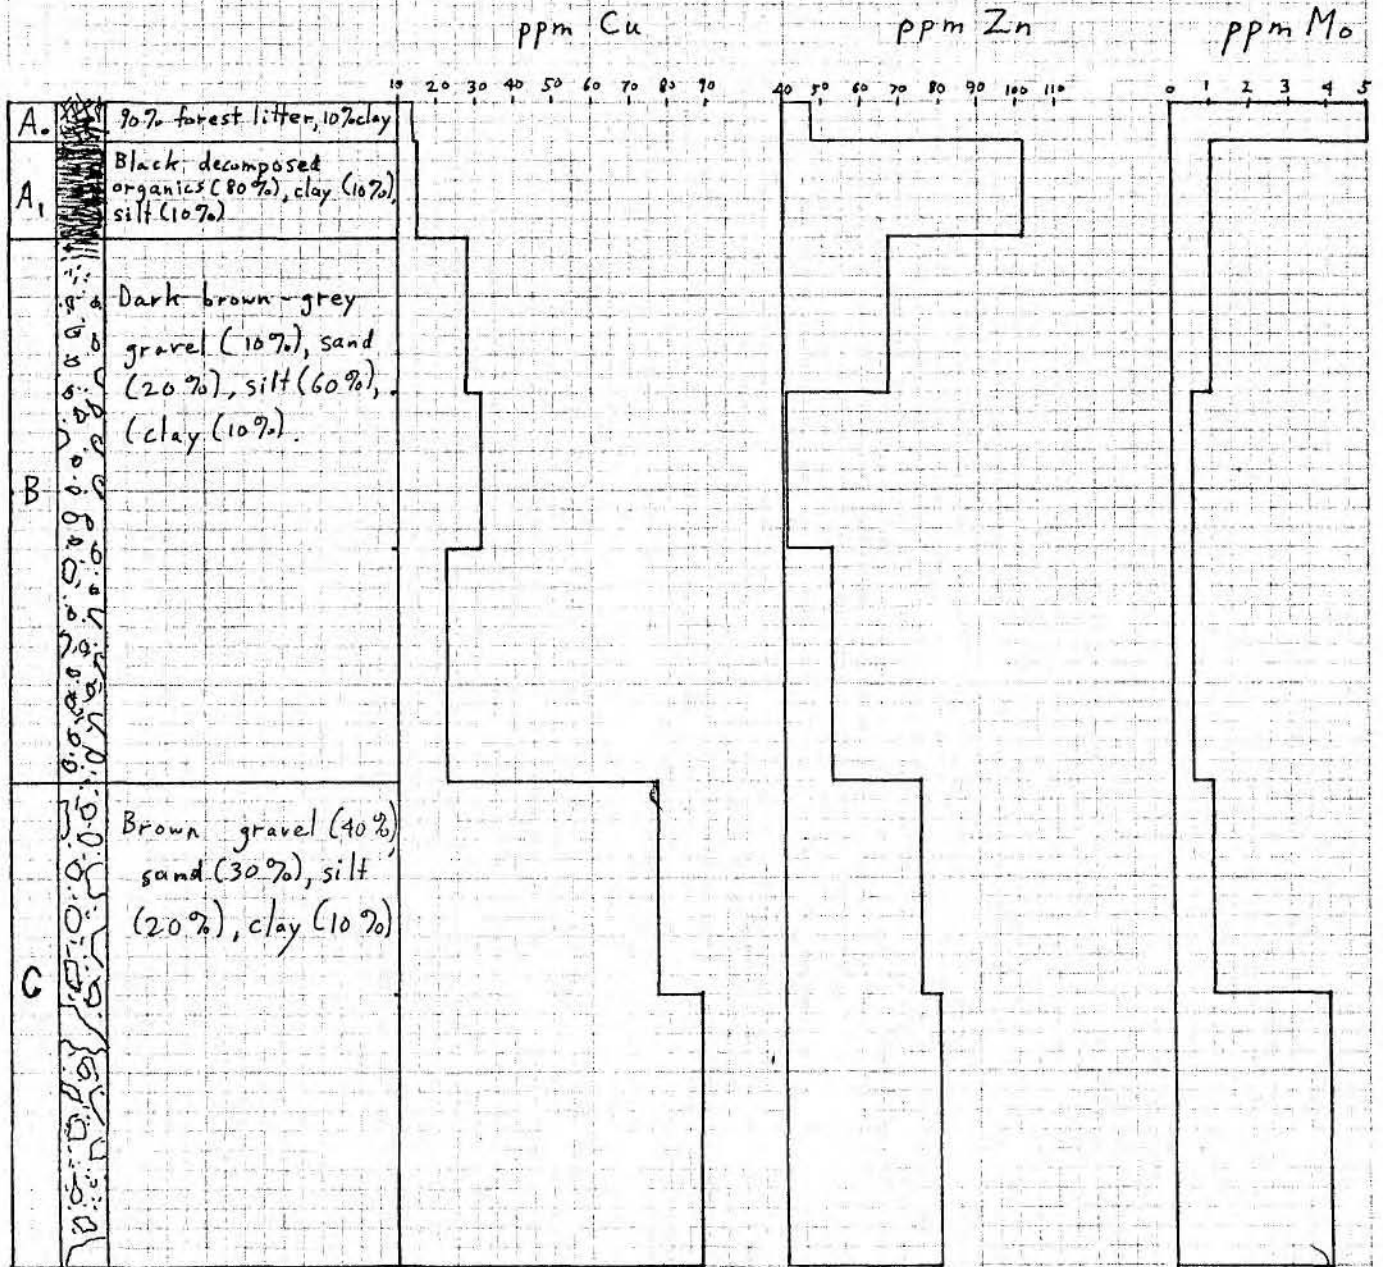 ppm Cu
ppm Zn
ppm Mo
10 20 30 40 50 60 70 80 90
40 50 60 70 80 90 100 110
0 1 2 3 4 5
A₀
90% forest litter, 10% clay
A₁
Black, decomposed
organics (80%), clay (10%),
silt (10%)
B
Dark brown-grey
gravel (10%), sand
(20%), silt (60%),
(clay (10%).
C
Brown gravel (40%),
sand (30%), silt
(20%), clay (10%)